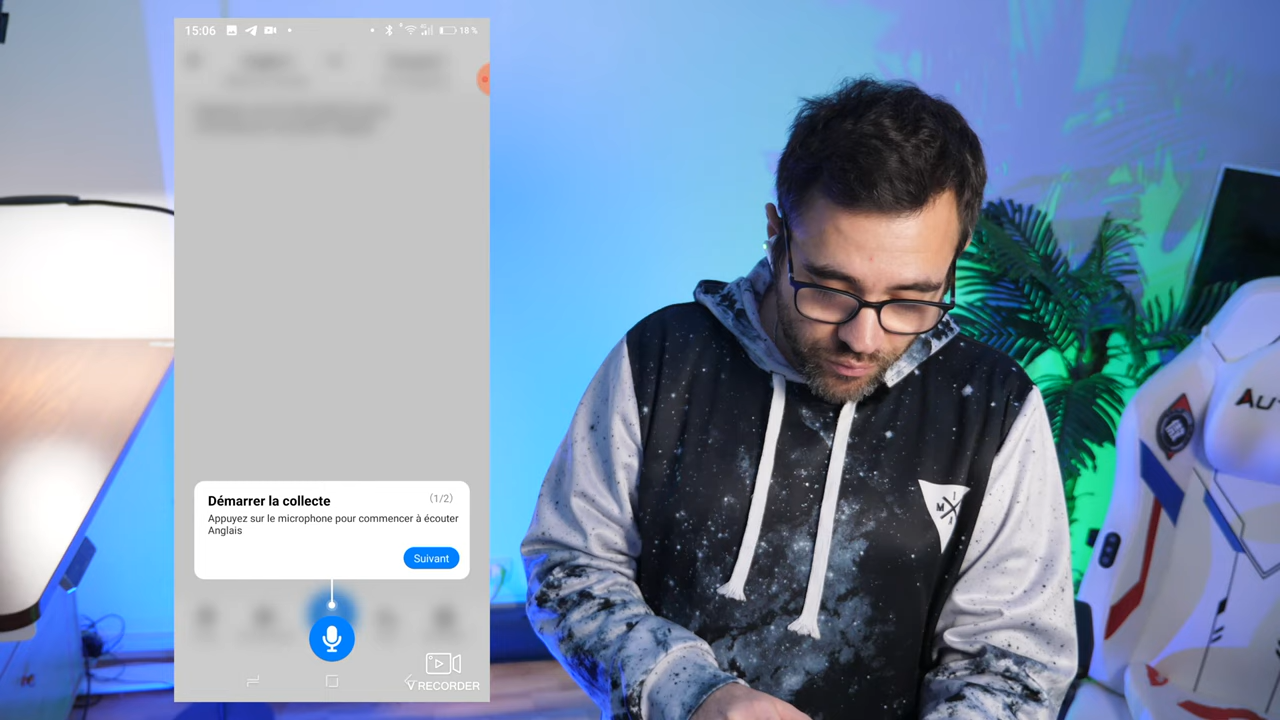 15:06
18 %
Démarrer la collecte
(1/2)
Appuyez sur le microphone pour commencer à écouter
Anglais
Suivant
V RECORDER
M I